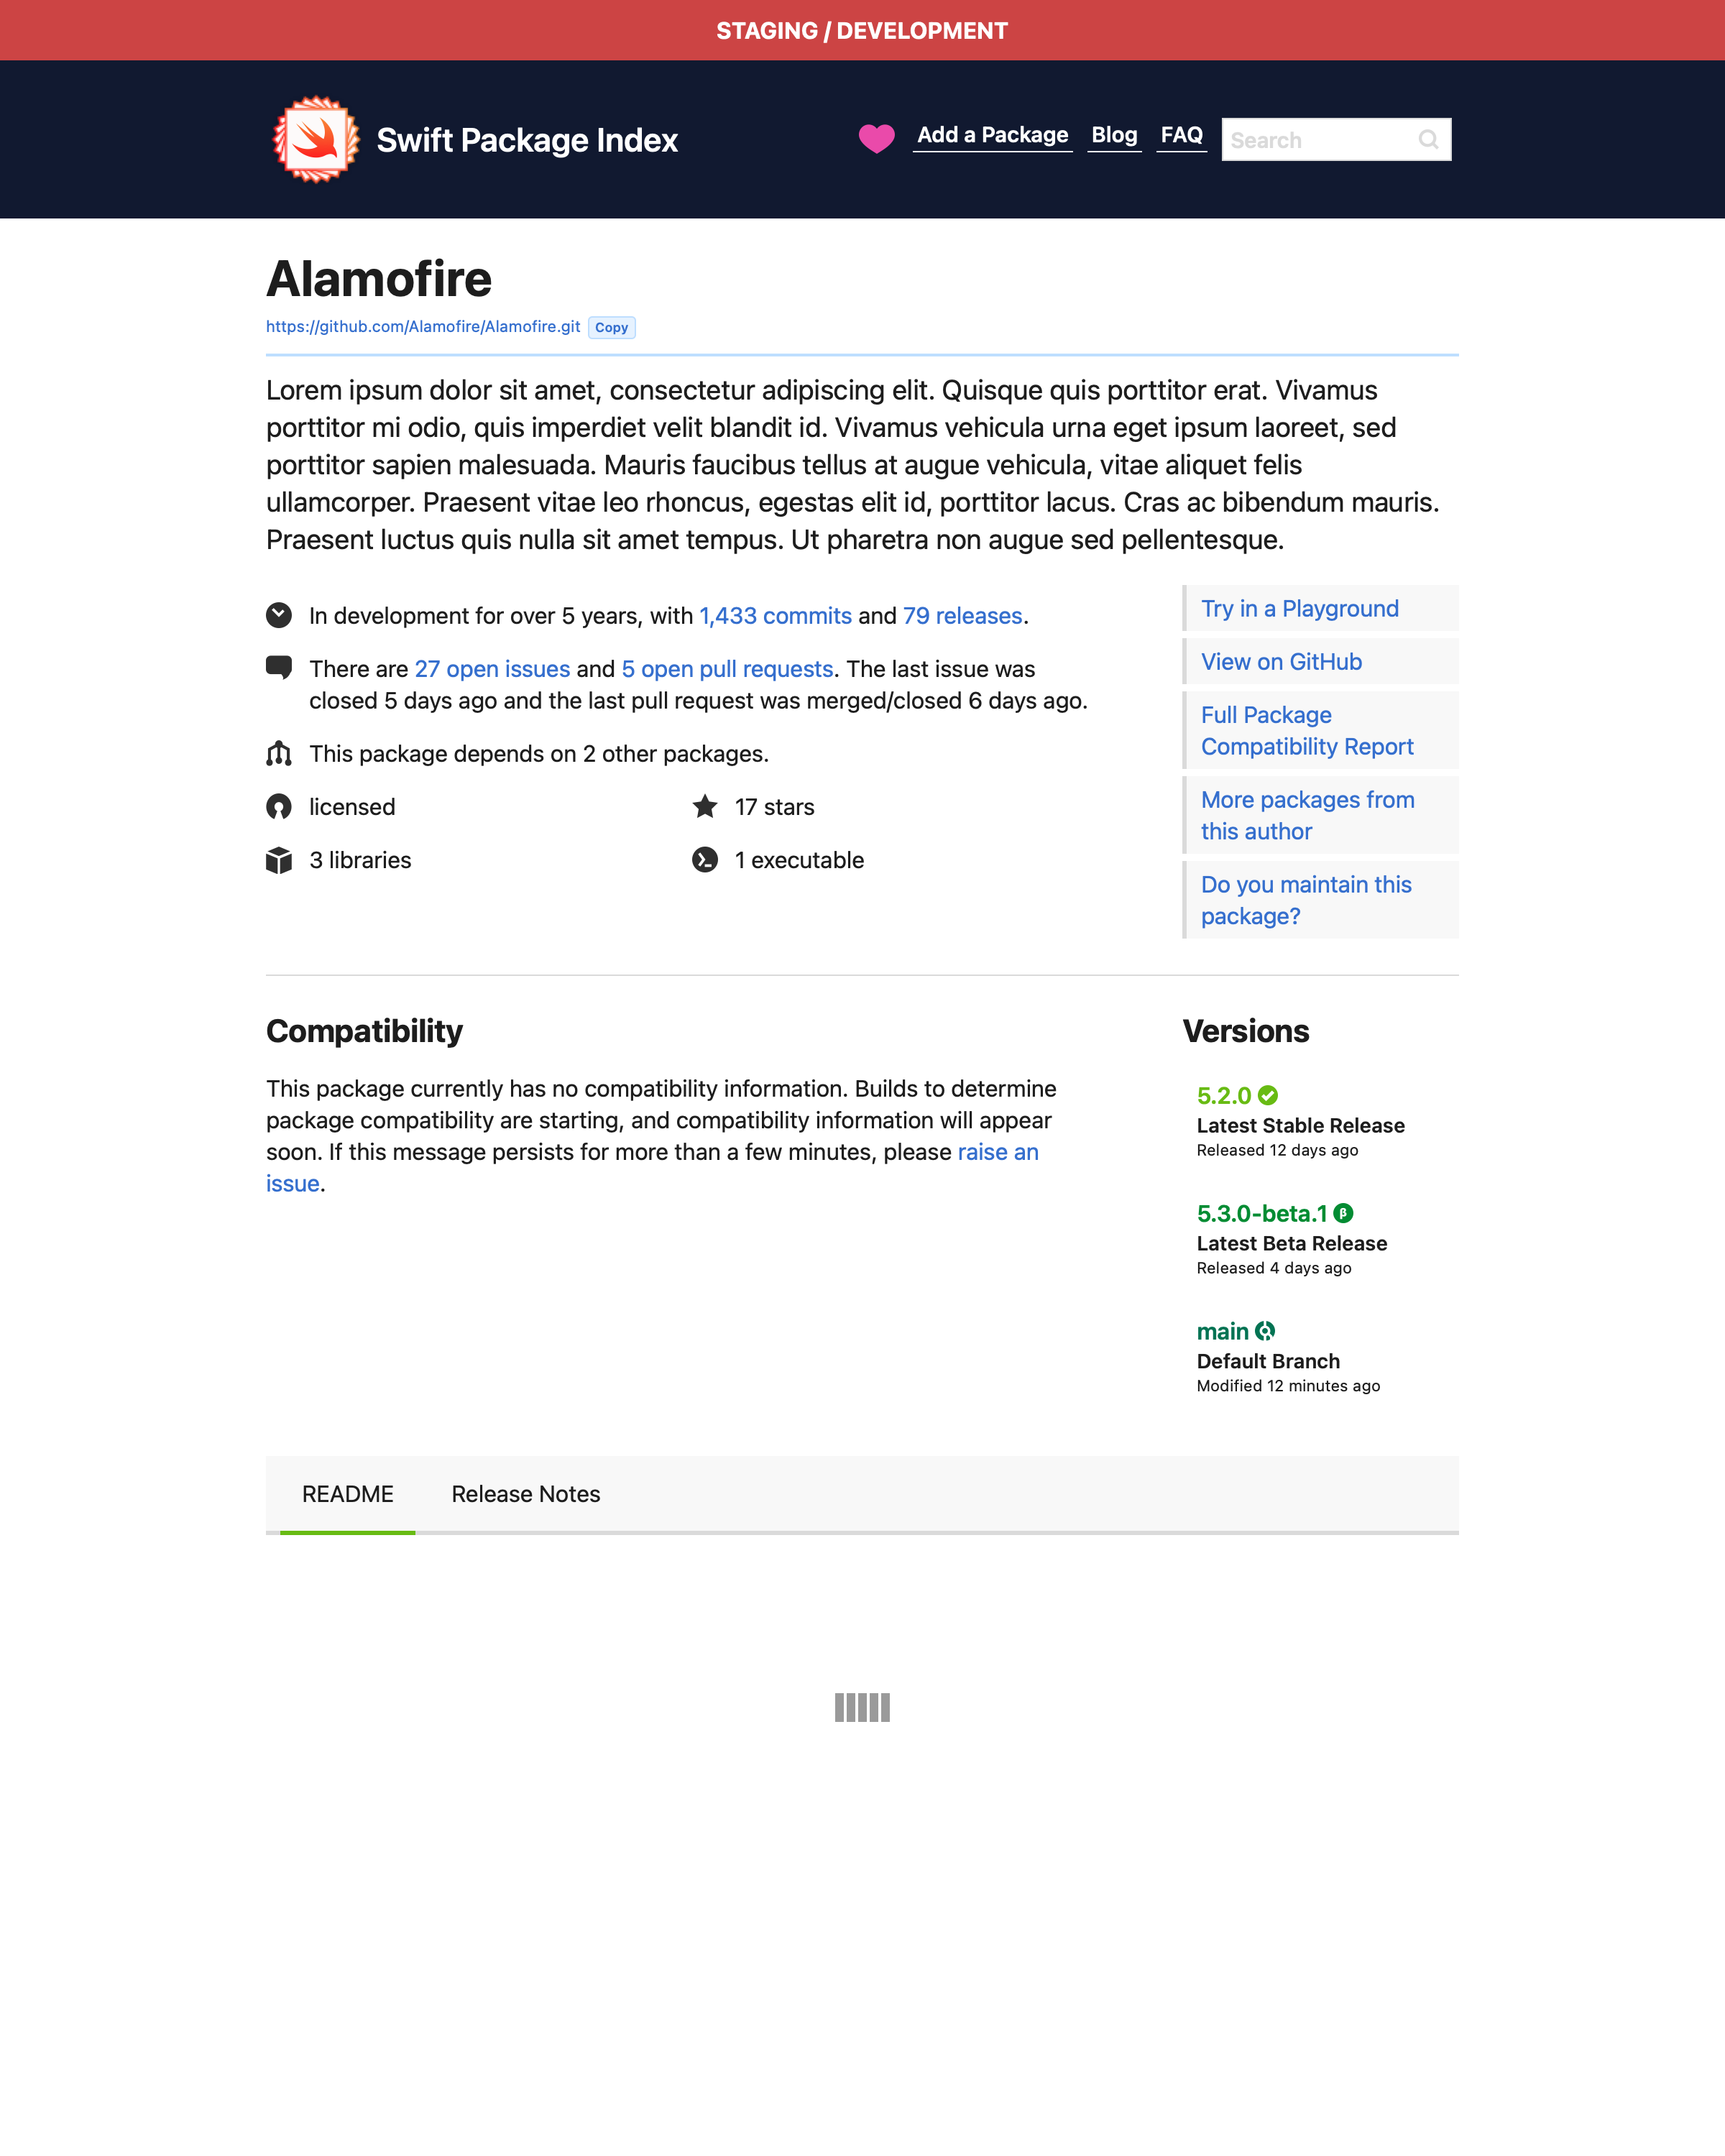 STAGING / DEVELOPMENT
Swift Package Index
Add a Package
Blog
FAQ
Search
Alamofire
https://github.com/Alamofire/Alamofire.git
Copy
Lorem ipsum dolor sit amet, consectetur adipiscing elit. Quisque quis porttitor erat. Vivamus
porttitor mi odio, quis imperdiet velit blandit id. Vivamus vehicula urna eget ipsum laoreet, sed
porttitor sapien malesuada. Mauris faucibus tellus at augue vehicula, vitae aliquet felis
ullamcorper. Praesent vitae leo rhoncus, egestas elit id, porttitor lacus. Cras ac bibendum mauris.
Praesent luctus quis nulla sit amet tempus. Ut pharetra non augue sed pellentesque.
In development for over 5 years, with 1,433 commits and 79 releases.
There are 27 open issues and 5 open pull requests. The last issue was
closed 5 days ago and the last pull request was merged/closed 6 days ago.
This package depends on 2 other packages.
licensed
17 stars
3 libraries
1 executable
Try in a Playground
View on GitHub
Full Package
Compatibility Report
More packages from
this author
Do you maintain this
package?
Compatibility
This package currently has no compatibility information. Builds to determine
package compatibility are starting, and compatibility information will appear
soon. If this message persists for more than a few minutes, please raise an
issue.
Versions
5.2.0
Latest Stable Release
Released 12 days ago
5.3.0-beta.1 β
Latest Beta Release
Released 4 days ago
main
Default Branch
Modified 12 minutes ago
README
Release Notes